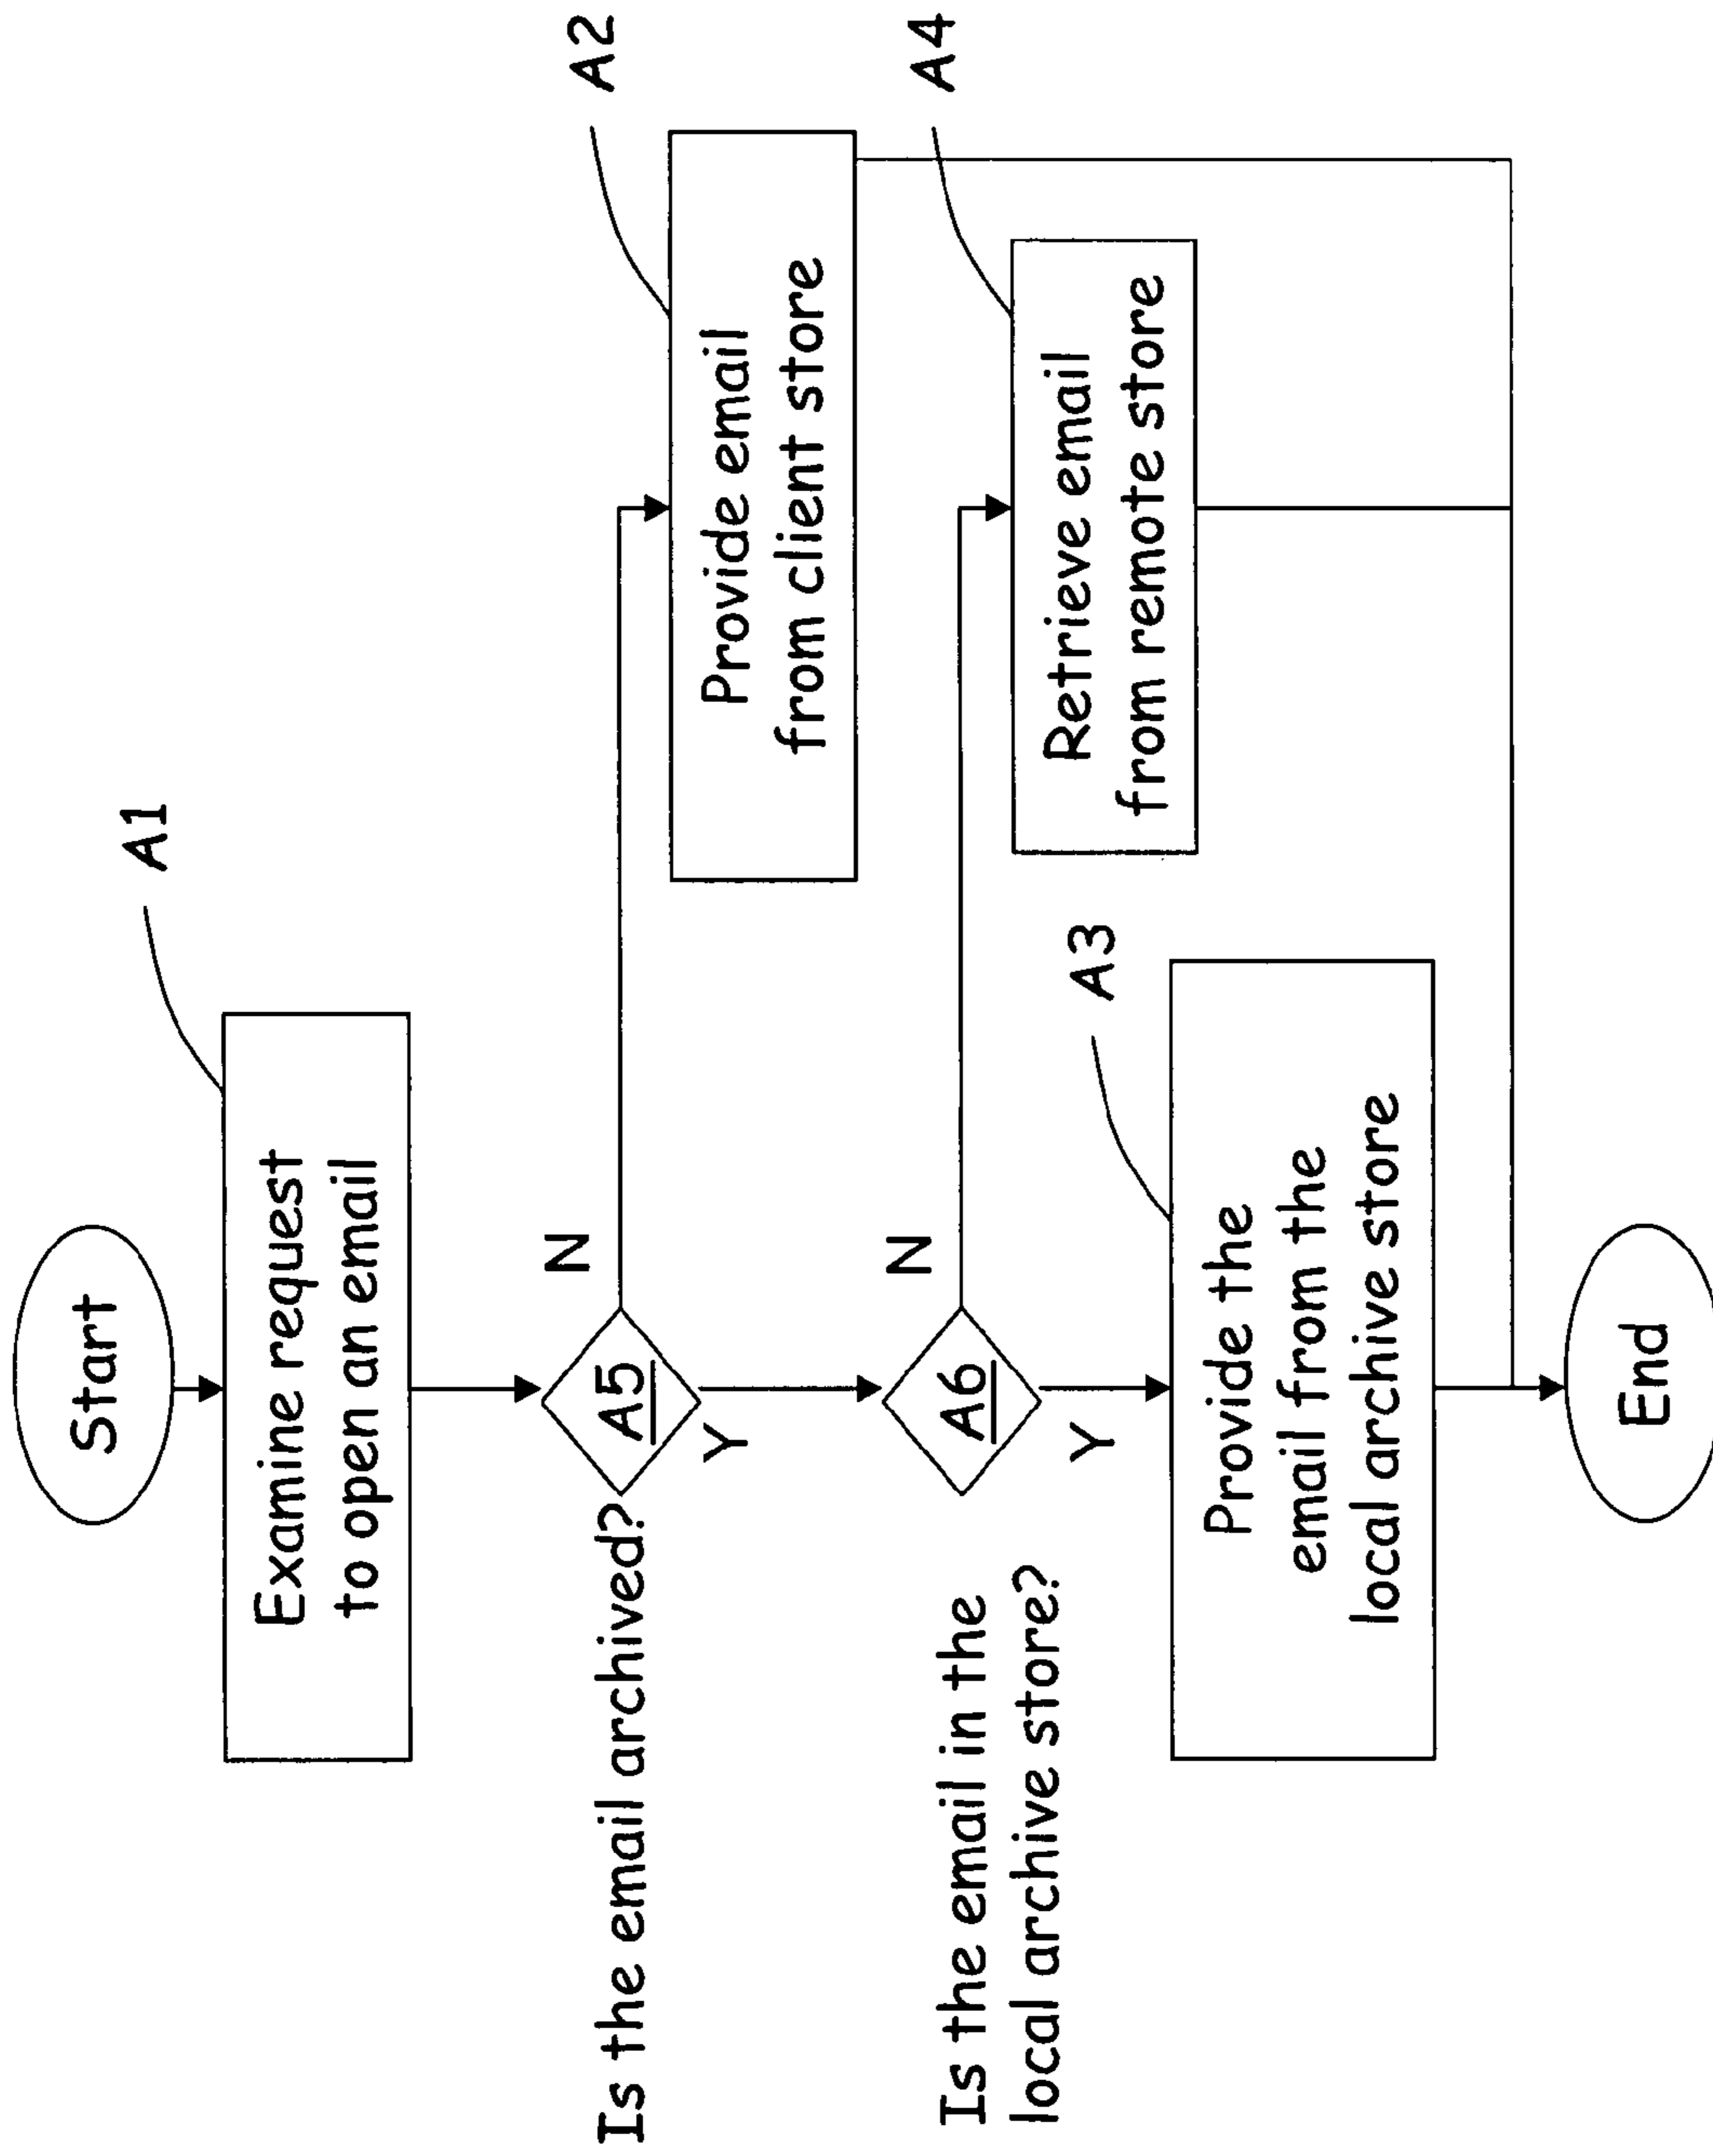 Start
A1
Examine request
to open an email
Is the email archived?
A5
N
Y
A2
Provide email
from client store
Is the email in the
local archive store?
A6
N
Y
A4
Retrieve email
from remote store
A3
Provide the
email from the
local archive store
End